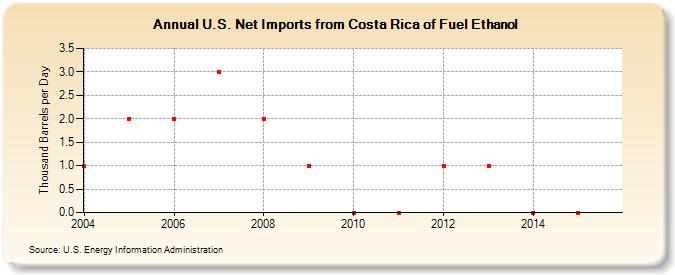 Annual U.S. Net Imports from Costa Rica of Fuel Ethanol
Thousand Barrels per Day
3.5
3.0
2.5
2.0
1.5
1.0
0.5
0.0
2004 2006 2008 2010 2012 2014
Source: U.S. Energy Information Administration